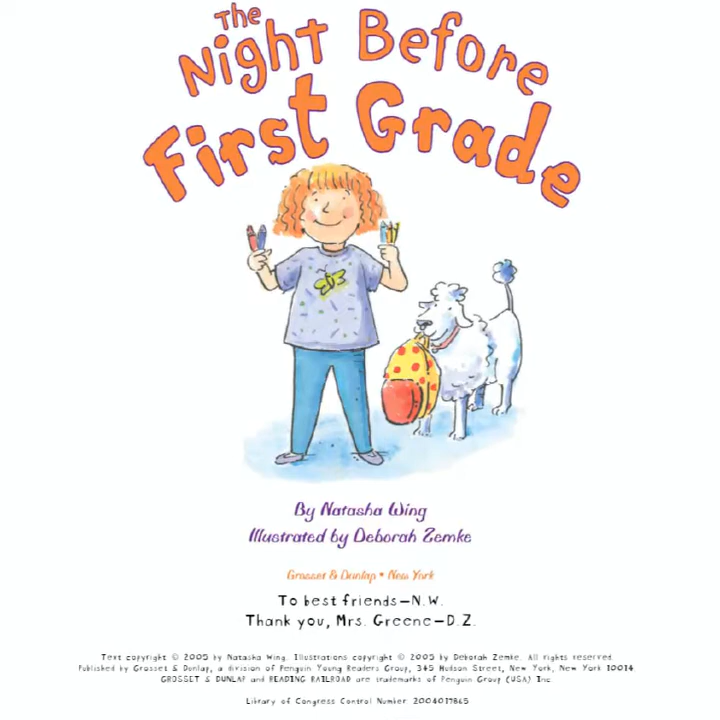 The
Night Before
First Grade
By Natasha Wing
Illustrated by Deborah Zemke
Grosset & Dunlap • New York
To best friends—N.W.
Thank you, Mrs. Greene—D.Z.
Text copyright © 2005 by Natasha Wing. Illustrations copyright © 2005 by Deborah Zemke. All rights reserved.
Published by Grosset & Dunlap, a division of Penguin Young Readers Group, 345 Hudson Street, New York, New York 10014
GROSSET & DUNLAP and READING RAILROAD are trademarks of Penguin Group (USA) Inc.
Library of Congress Control Number: 2004017865